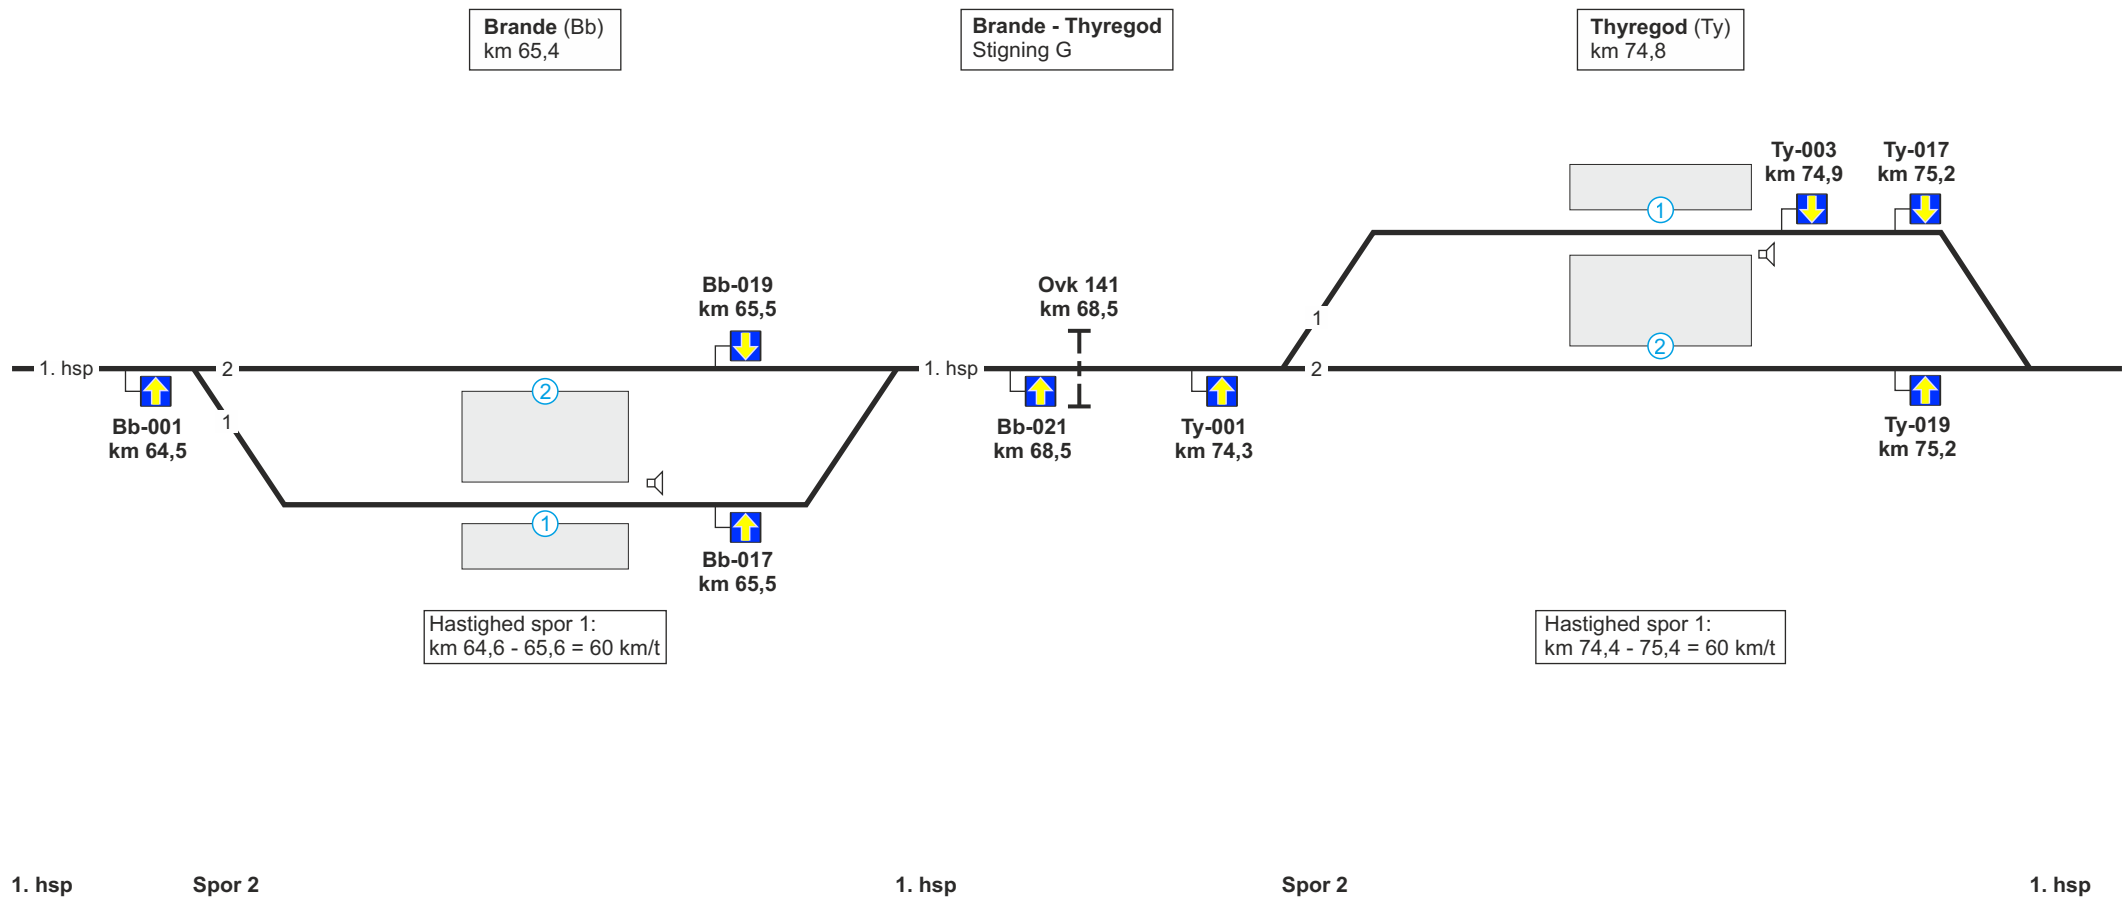 Brande (Bb)
km 65,4
Brande - Thyregod
Stigning G
Thyregod (Ty)
km 74,8
Ty-003
km 74,9
Ty-017
km 75,2
1
Bb-019
km 65,5
Ovk 141
km 68,5
1
2
1. hsp
2
1. hsp
2
2
1
Bb-001
km 64,5
Bb-021
km 68,5
Ty-001
km 74,3
Ty-019
km 75,2
1
Bb-017
km 65,5
Hastighed spor 1:
km 64,6 - 65,6 = 60 km/t
Hastighed spor 1:
km 74,4 - 75,4 = 60 km/t
1. hsp
Spor 2
1. hsp
Spor 2
1. hsp